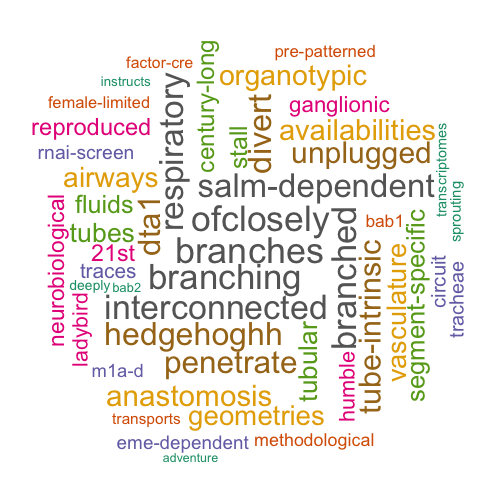 pre-patterned
factor-cre
organotypic
instructs
respiratory
century-long
female-limited
ganglionic
divert
reproduced
stall
availabilities
transcriptomes
rnai-screen
unplugged
airways
salm-dependent
sprouting
fluids
dta1
ofclosely
bab1
tubes
neurobiological
21st
branches
branched
tube-intrinsic
vasculature
segment-specific
circuit
tracheae
traces
branching
deeply
bab2
ladybird
interconnected
hedgehoghh
penetrate
tubular
humble
m1a-d
anastomosis
transports
geometries
eme-dependent
methodological
adventure